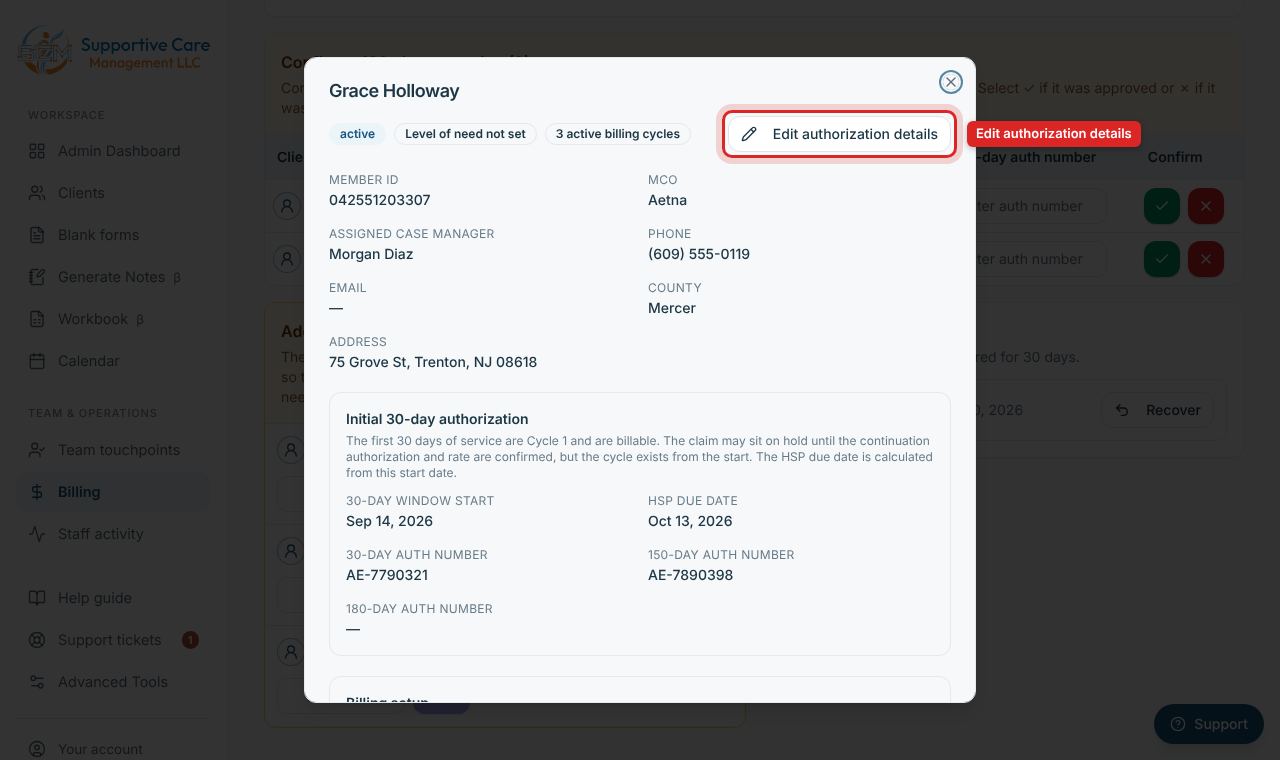 Supportive Care
Management LLC
WORKSPACE
Admin Dashboard
Clients
Blank forms
Generate Notes β
Workbook β
Calendar
TEAM & OPERATIONS
Team touchpoints
Billing
Staff activity
Help guide
Support tickets 1
Advanced Tools
Your account
Select ✓ if it was approved or × if it
was
-day auth number
Confirm
ter auth number
ter auth number
red for 30 days.
2026
Recover
Support
Grace Holloway
active
Level of need not set
3 active billing cycles
Edit authorization details
Edit authorization details
MEMBER ID
042551203307
MCO
Aetna
ASSIGNED CASE MANAGER
Morgan Diaz
PHONE
(609) 555-0119
EMAIL
—
COUNTY
Mercer
ADDRESS
75 Grove St, Trenton, NJ 08618
Initial 30-day authorization
The first 30 days of service are Cycle 1 and are billable. The claim may sit on hold until the continuation
authorization and rate are confirmed, but the cycle exists from the start. The HSP due date is calculated
from this start date.
30-DAY WINDOW START
Sep 14, 2026
HSP DUE DATE
Oct 13, 2026
30-DAY AUTH NUMBER
AE-7790321
150-DAY AUTH NUMBER
AE-7890398
180-DAY AUTH NUMBER
—
Billing setup